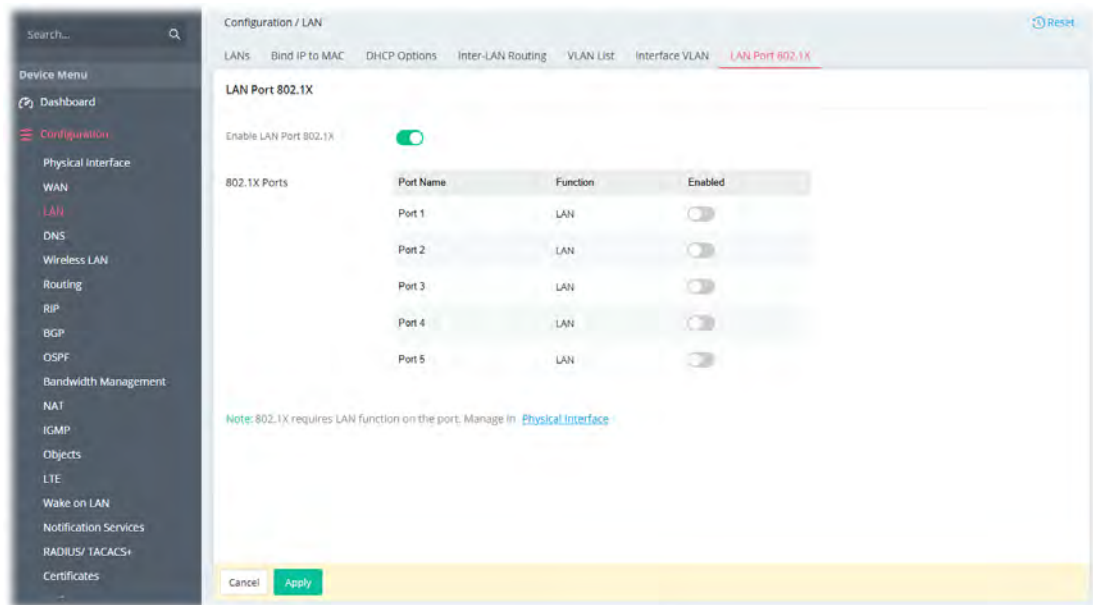 Search...
Configuration / LAN
Reset
LANs Bind IP to MAC DHCP Options Inter-LAN Routing VLAN List Interface VLAN LAN Port 802.1X
Device Menu
Dashboard
Configuration
Physical Interface
WAN
LAN
DNS
Wireless LAN
Routing
RIP
BGP
OSPF
Bandwidth Management
NAT
IGMP
Objects
LTE
Wake on LAN
Notification Services
RADIUS/ TACACS+
Certificates
LAN Port 802.1X
Enable LAN Port 802.1X
802.1X Ports
Port Name Function Enabled
Port 1 LAN
Port 2 LAN
Port 3 LAN
Port 4 LAN
Port 5 LAN
Note: 802.1X requires LAN function on the port. Manage in Physical Interface
Cancel Apply